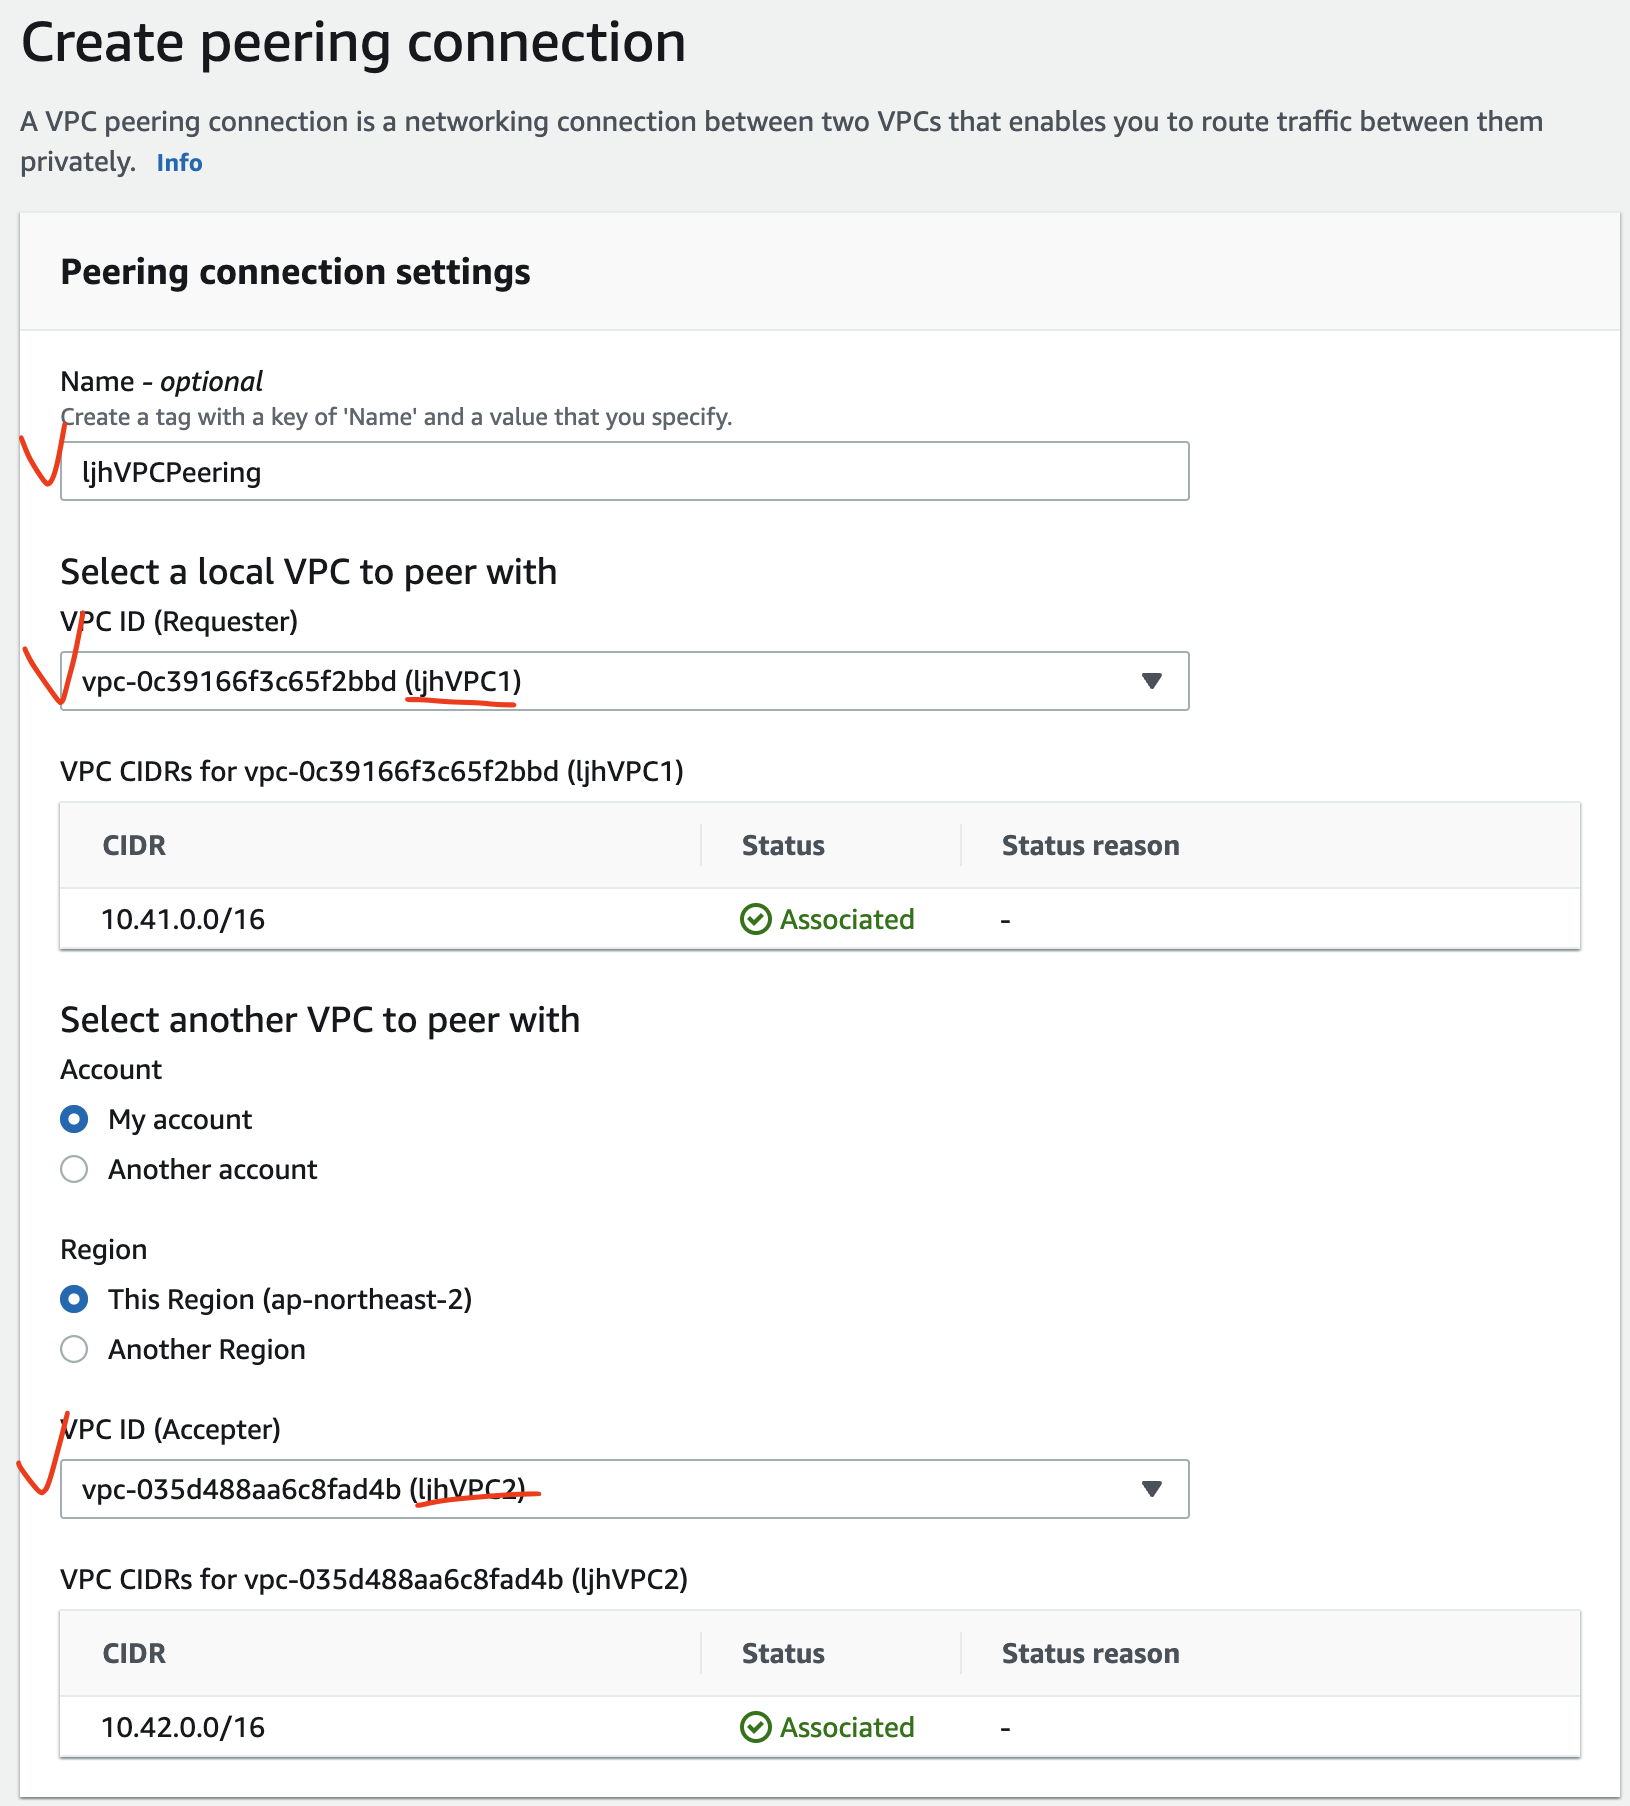 Create peering connection
A VPC peering connection is a networking connection between two VPCs that enables you to route traffic between them
privately. Info
Peering connection settings
Name - optional
Create a tag with a key of 'Name' and a value that you specify.
ljhVPCPeering
Select a local VPC to peer with
VPC ID (Requester)
vpc-0c39166f3c65f2bbd (ljhVPC1)
VPC CIDRs for vpc-0c39166f3c65f2bbd (ljhVPC1)
CIDR Status Status reason
10.41.0.0/16 Associated -
Select another VPC to peer with
Account
My account
Another account
Region
This Region (ap-northeast-2)
Another Region
VPC ID (Accepter)
vpc-035d488aa6c8fad4b (ljhVPC2)
VPC CIDRs for vpc-035d488aa6c8fad4b (ljhVPC2)
CIDR Status Status reason
10.42.0.0/16 Associated -